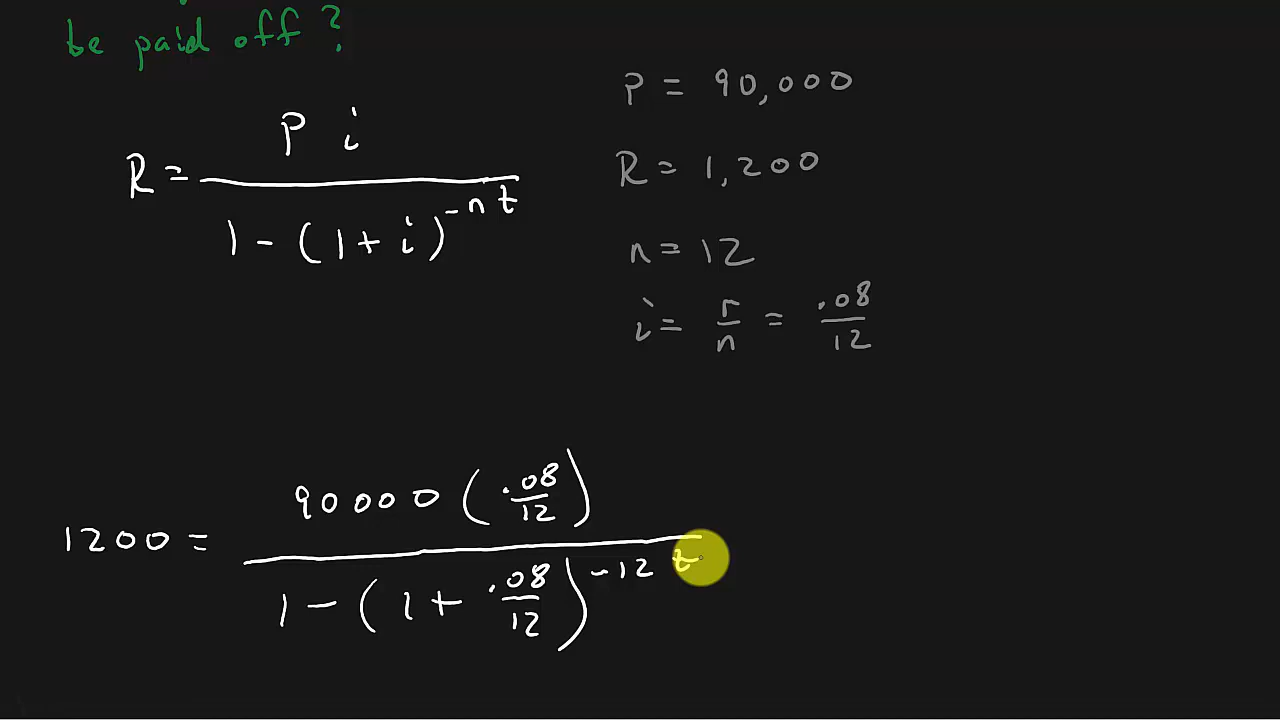 be paid off ?
P = 90,000
R = P i / 1 - (1 + i)^{-nt}
R = 1,200
n = 12
i = r/n = .08/12
1200 = 90000 (.08/12) / 1 - (1 + .08/12)^{-12t}